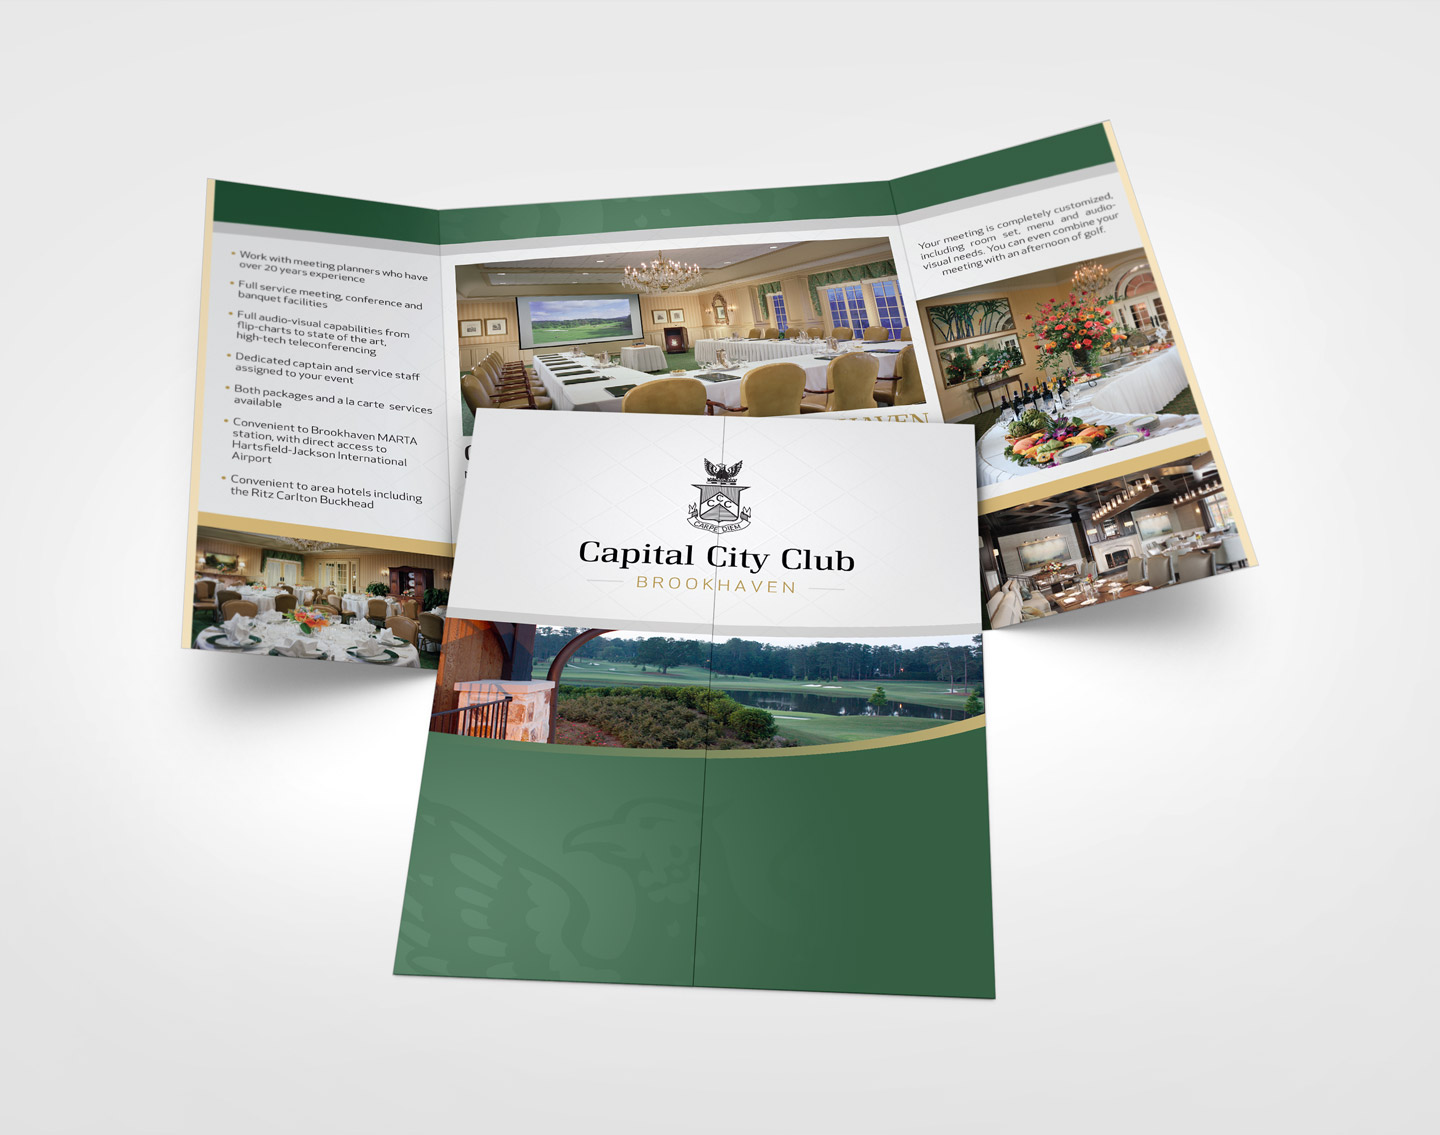 • Work with meeting planners who have
over 20 years experience
• Full service meeting, conference and
banquet facilities
• Full audio-visual capabilities from
flip-charts to state of the art,
high-tech teleconferencing
• Dedicated captain and service staff
assigned to your event
• Both packages and a la carte services
available
• Convenient to Brookhaven MARTA
station, with direct access to
Hartsfield-Jackson International
Airport
• Convenient to area hotels including
the Ritz Carlton Buckhead
HAVEN
Your meeting is completely customized,
including room set, menu and audio-
visual needs. You can even combine your
meeting with an afternoon of golf.
CCC
CARPE DIEM
Capital City Club
BROOKHAVEN